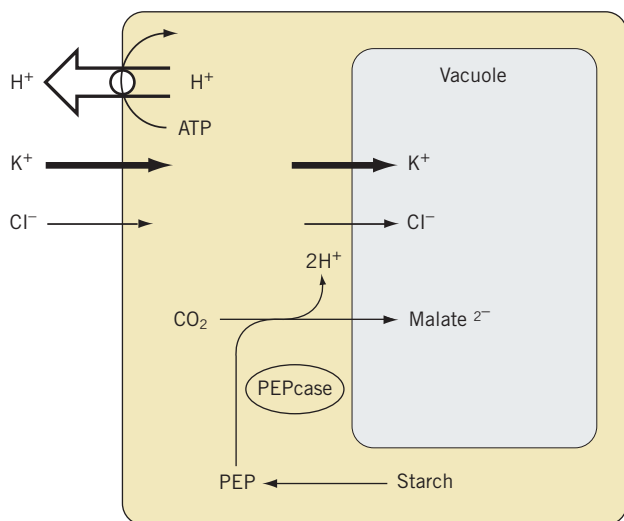 Vacuole
H⁺ H⁺
ATP
K⁺ K⁺
Cl⁻ Cl⁻
2H⁺
CO₂ Malate ²⁻
PEPcase
PEP Starch